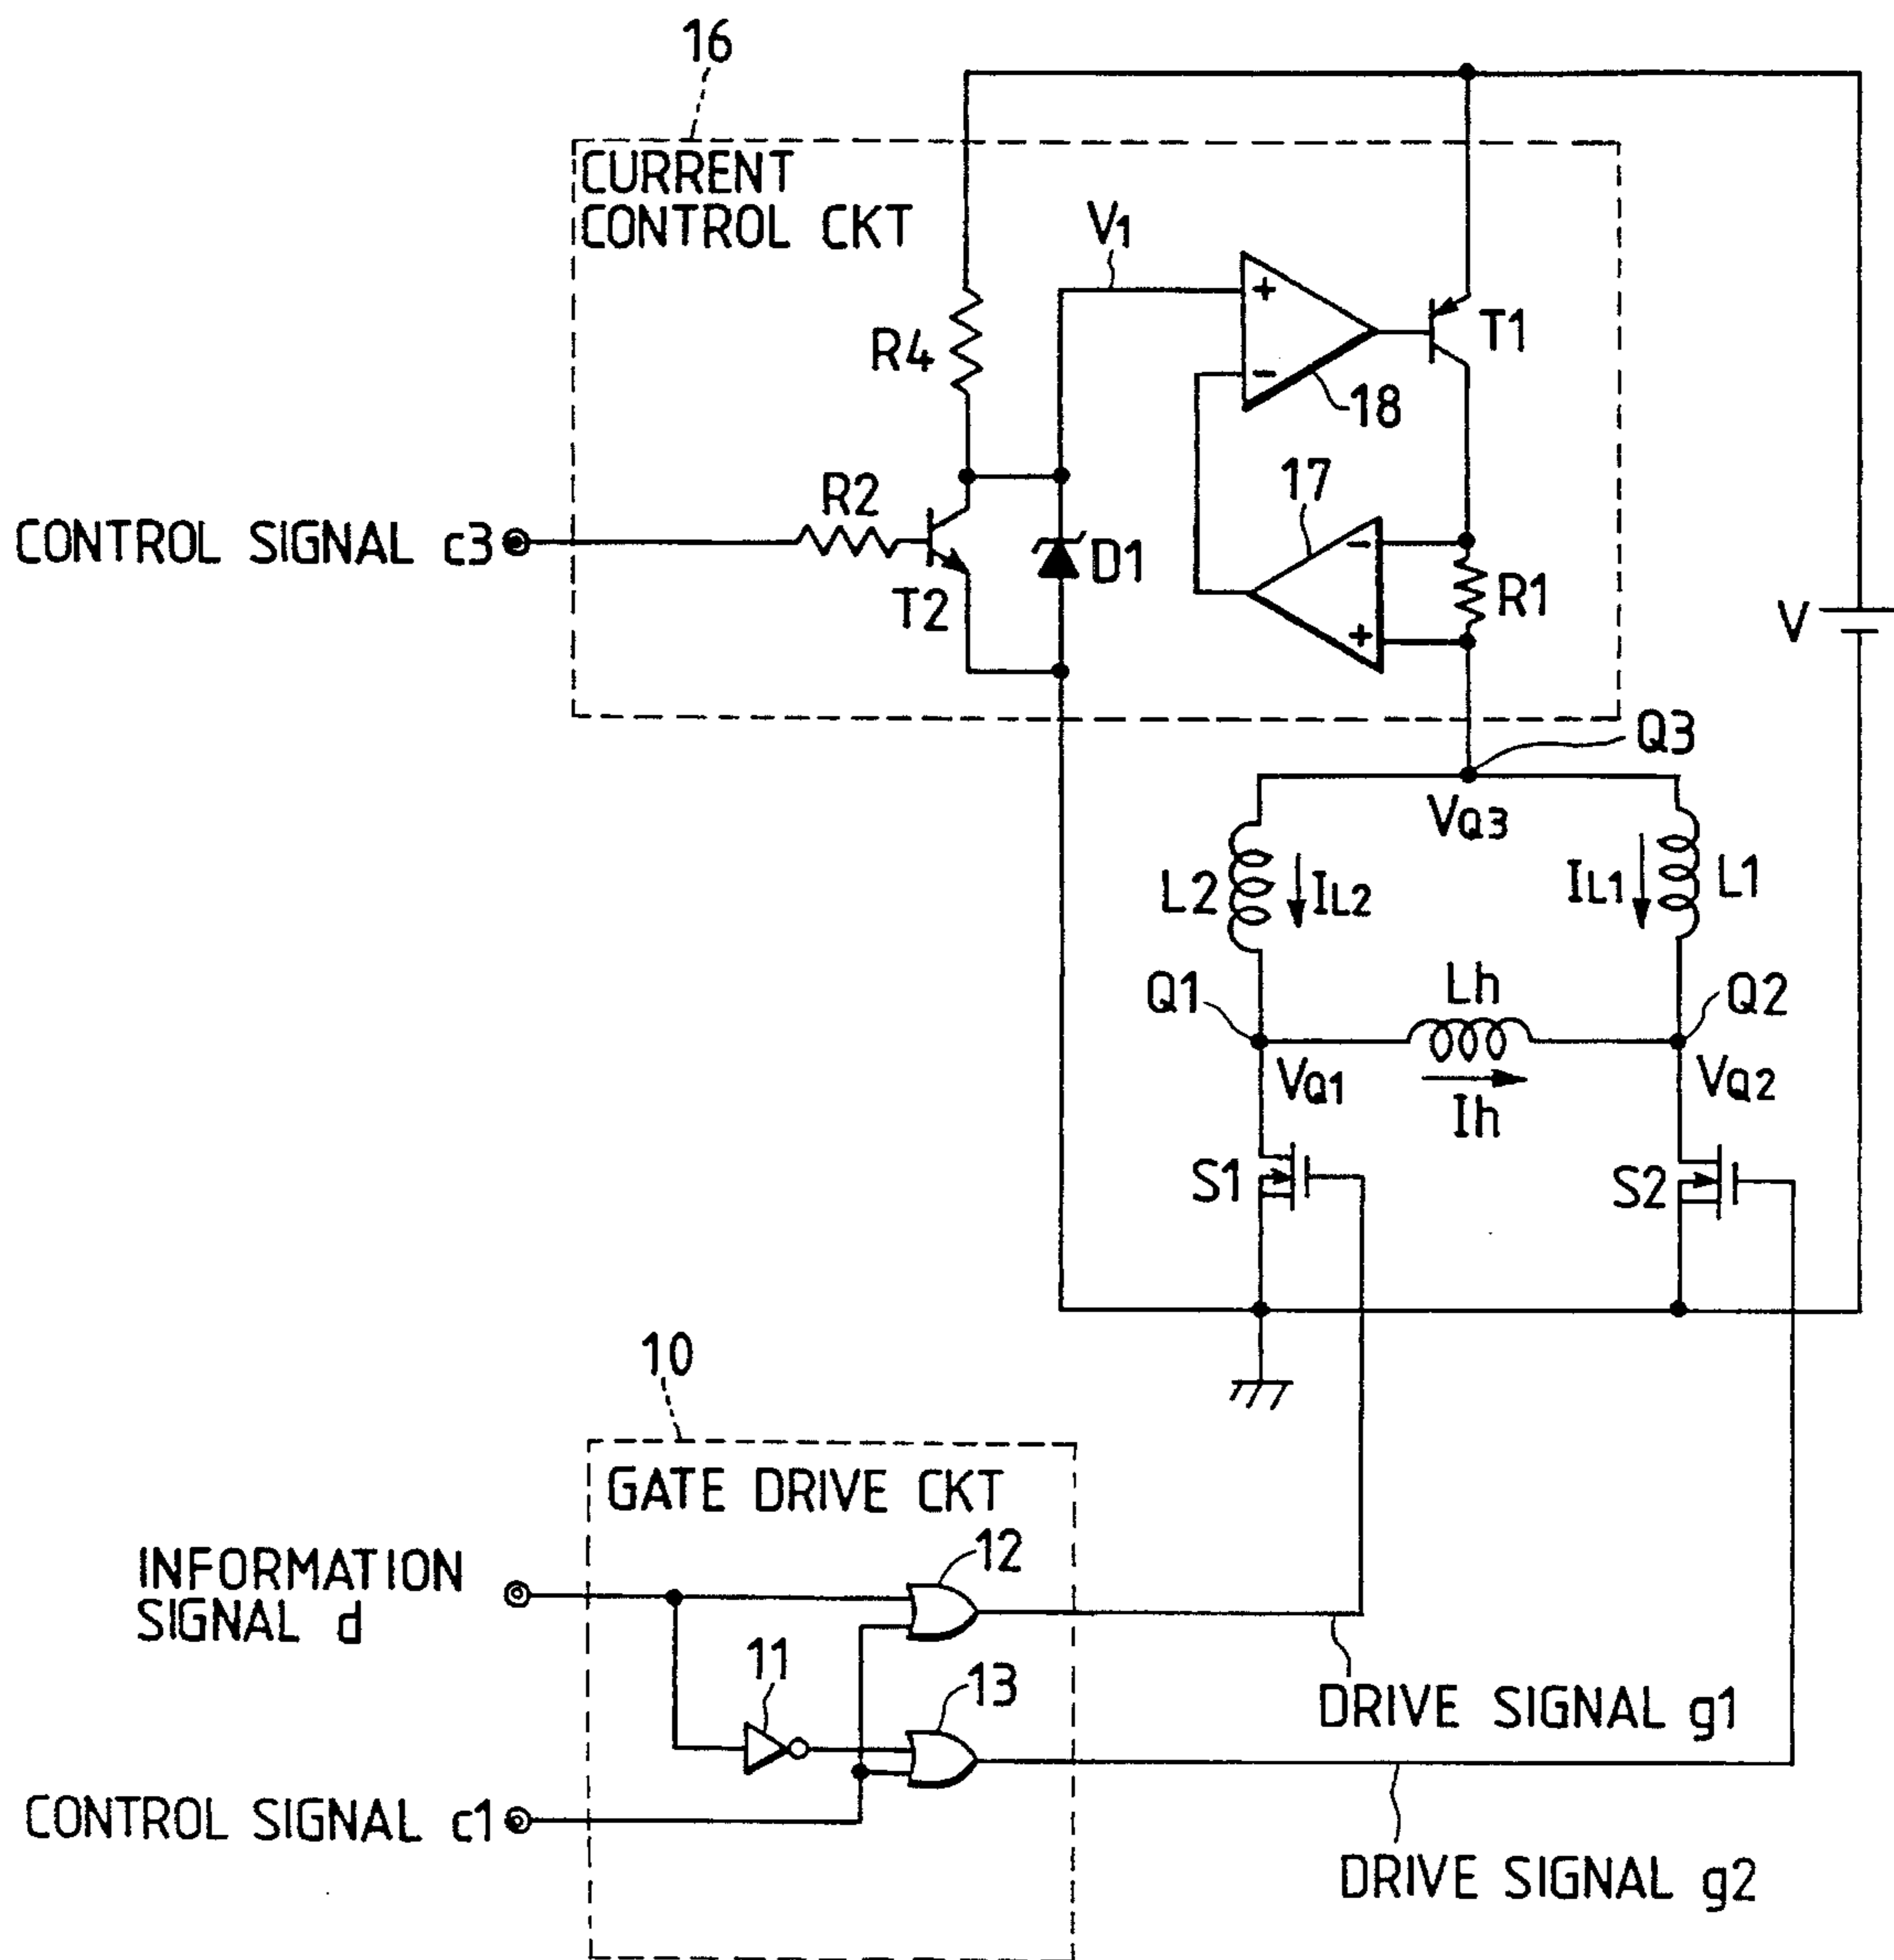 16
CURRENT
CONTROL CKT
V1
+
-
R4
T1
18
17
R2
-
CONTROL SIGNAL c3
D1
R1
T2
+
V
Q3
VQ3
L2
IL2
IL1
L1
Q1
Lh
Q2
VQ1
Ih
VQ2
S1
S2
10
GATE DRIVE CKT
INFORMATION
SIGNAL d
12
11
13
DRIVE SIGNAL g1
CONTROL SIGNAL c1
DRIVE SIGNAL g2